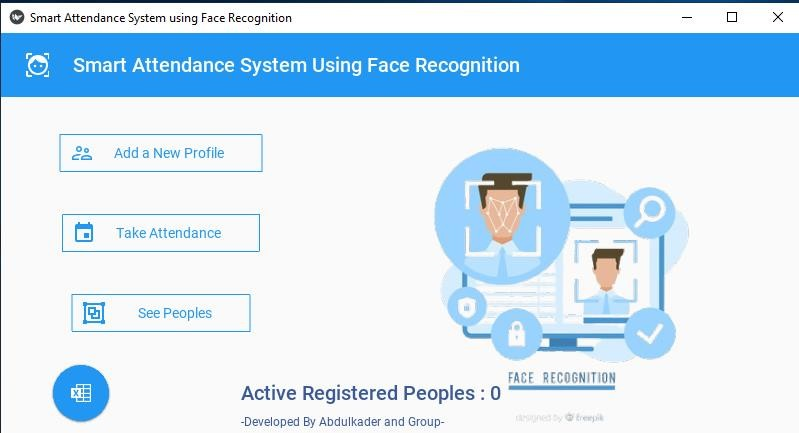 Smart Attendance System using Face Recognition
Smart Attendance System Using Face Recognition
Add a New Profile
Take Attendance
See Peoples
FACE RECOGNITION
Active Registered Peoples : 0
designed by freepik
-Developed By Abdulkader and Group-